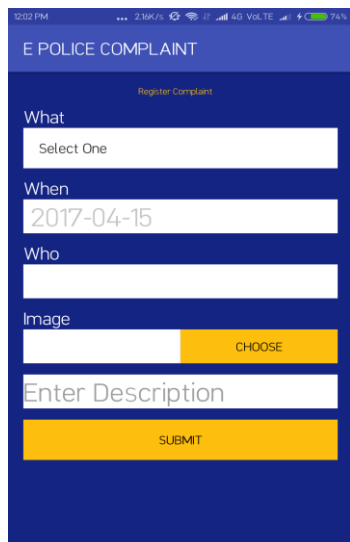 12:02 PM ... 2.16K/s 4G VoLTE 74%
E POLICE COMPLAINT
Register Complaint
What
Select One
When
2017-04-15
Who
Image
CHOOSE
Enter Description
SUBMIT